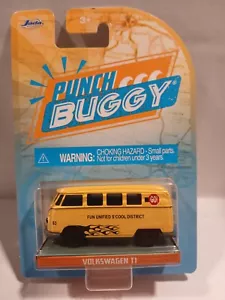 Jada
PUNCH
BUGGY
WARNING:
CHOKING HAZARD - Small parts.
Not for children under 3 years.
FUN UNIFIED & COOL DISTRICT
VOLKSWAGEN T1